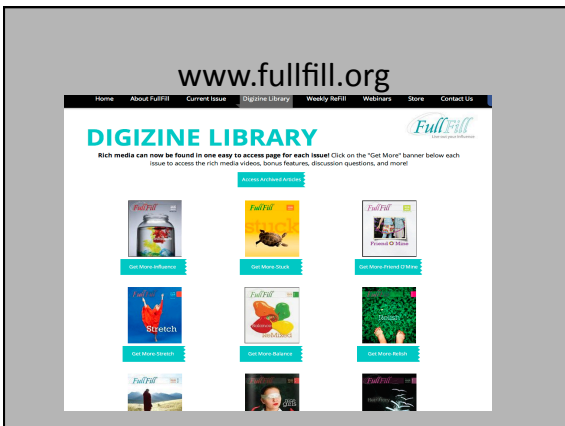 www.fullfill.org
Home About FullFill Current Issue Digizine Library Weekly ReFill Webinars Store Contact Us
DIGIZINE LIBRARY
FullFill
Rich media can now be found in one easy to access page for each issue! Click on the "Get More" banner below each
issue to access the rich media videos, bonus features, discussion questions, and more!
Access Archived Articles
FullFill FullFill FullFill
stuck
Friend O Mine
Get More-Influence Get More-Stuck Get More-Friend O'Mine
FullFill FullFill
Stretch
Relish
Get More-Stretch Get More-Balance Get More-Relish
FullFill FullFill FullFill